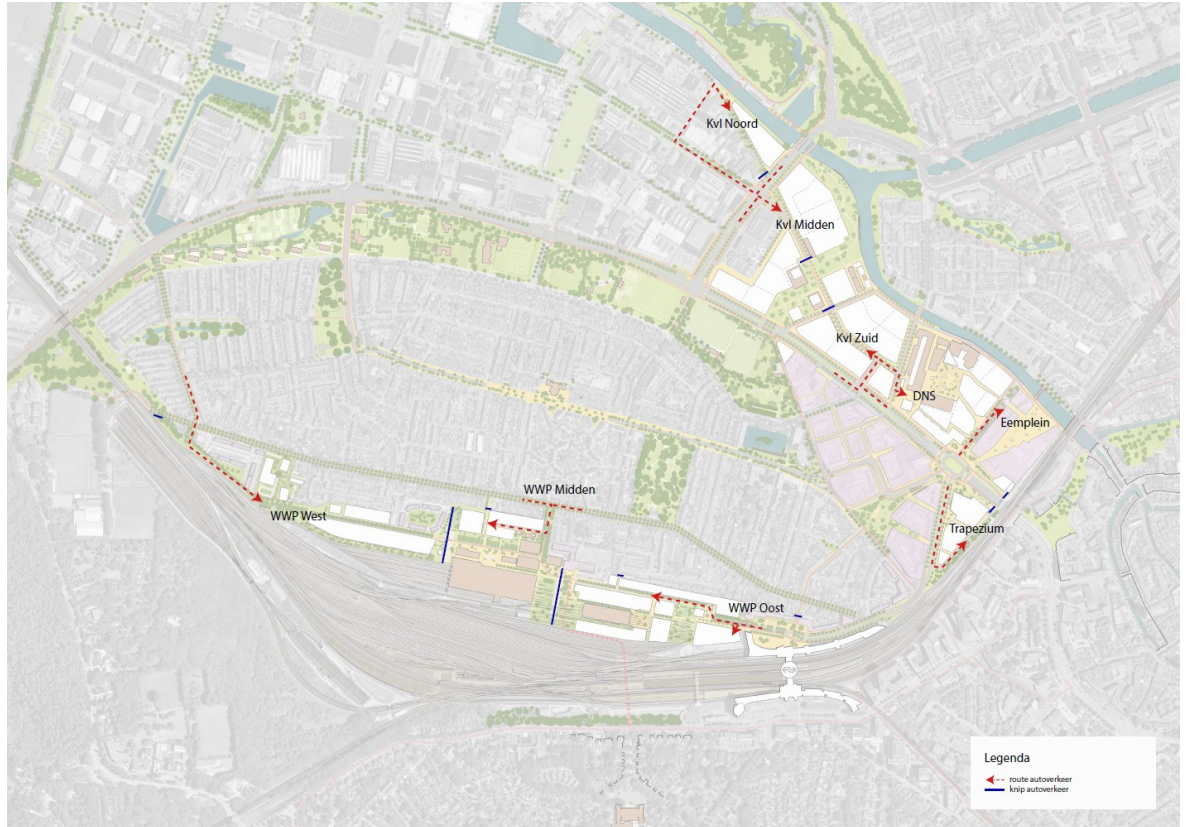 Kvl Noord
Kvl Midden
Kvl Zuid
DNS
Eemplein
WWP Midden
WWP West
Trapezium
WWP Oost
Legenda
route autoverkeer
knip autoverkeer